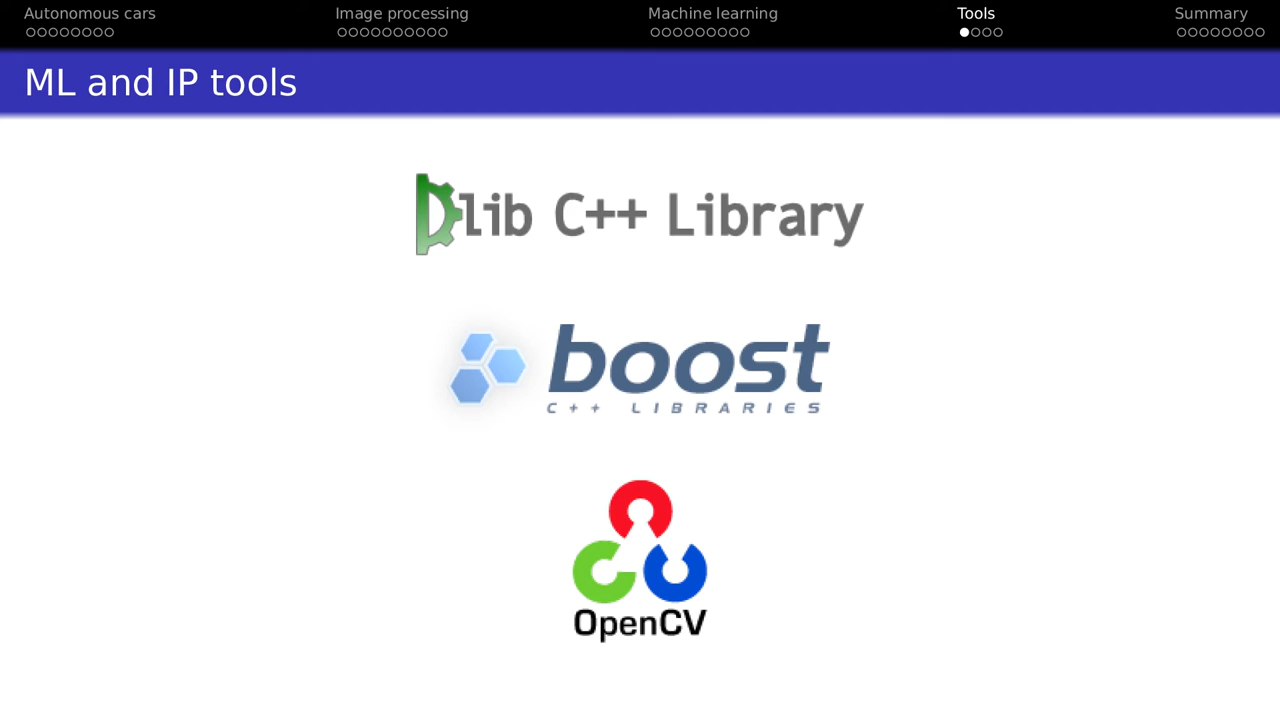 Autonomous cars
Image processing
Machine learning
Tools
Summary
ML and IP tools
Dlib C++ Library
boost
C++ LIBRARIES
OpenCV